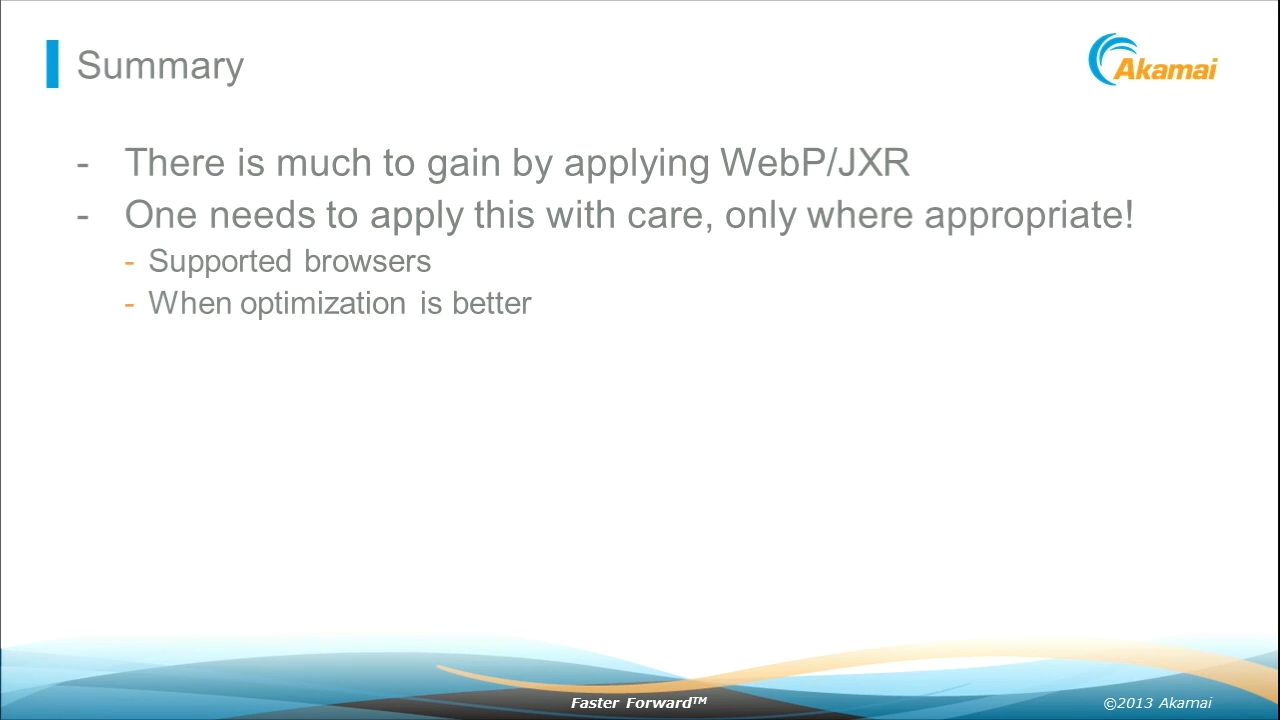 Summary
Akamai
- There is much to gain by applying WebP/JXR
- One needs to apply this with care, only where appropriate!
- Supported browsers
- When optimization is better
Faster Forward™
©2013 Akamai